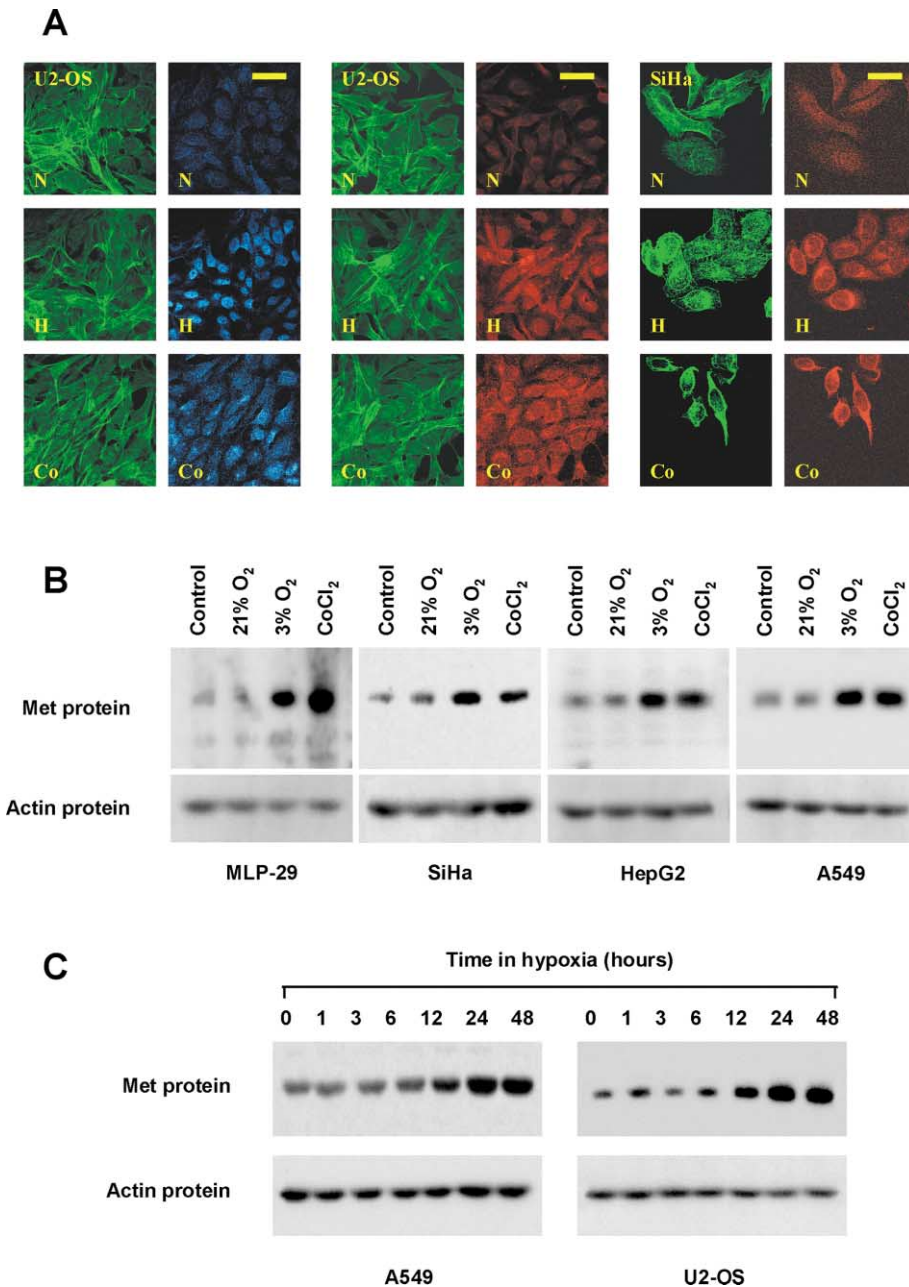 A
U2-OS U2-OS SiHa
N N N N N N
H H H H H H
Co Co Co Co Co Co
B
Control 21% O₂ 3% O₂ CoCl₂ Control 21% O₂ 3% O₂ CoCl₂ Control 21% O₂ 3% O₂ CoCl₂ Control 21% O₂ 3% O₂ CoCl₂
Met protein
Actin protein
MLP-29 SiHa HepG2 A549
C
Time in hypoxia (hours)
0 1 3 6 12 24 48 0 1 3 6 12 24 48
Met protein
Actin protein
A549 U2-OS